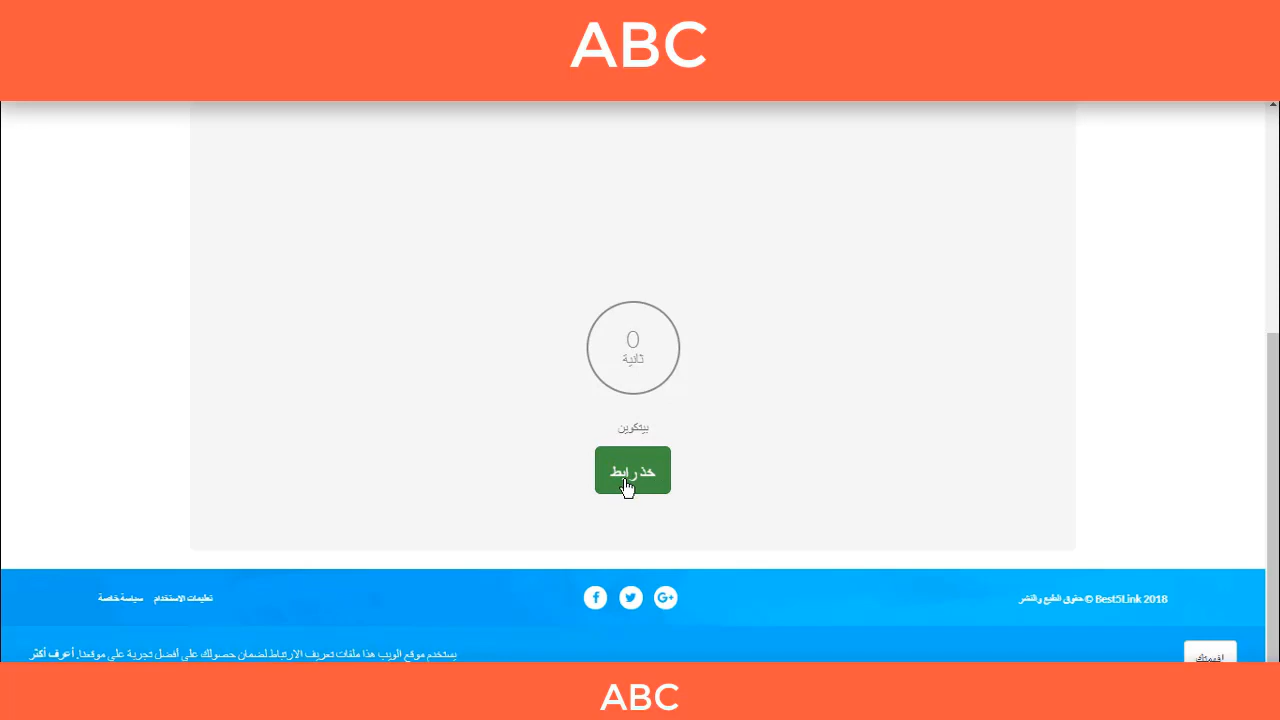 ABC
0
ثانية
بيتكوين
خذ رابط
حقوق الطبع والنشر © Best5Link 2018
تعليمات الاستخدام
سياسة خاصة
يستخدم موقع الويب هذا ملفات تعريف الارتباط لضمان حصولك على أفضل تجربة على موقعنا. أعرف أكثر
افهمتك
ABC